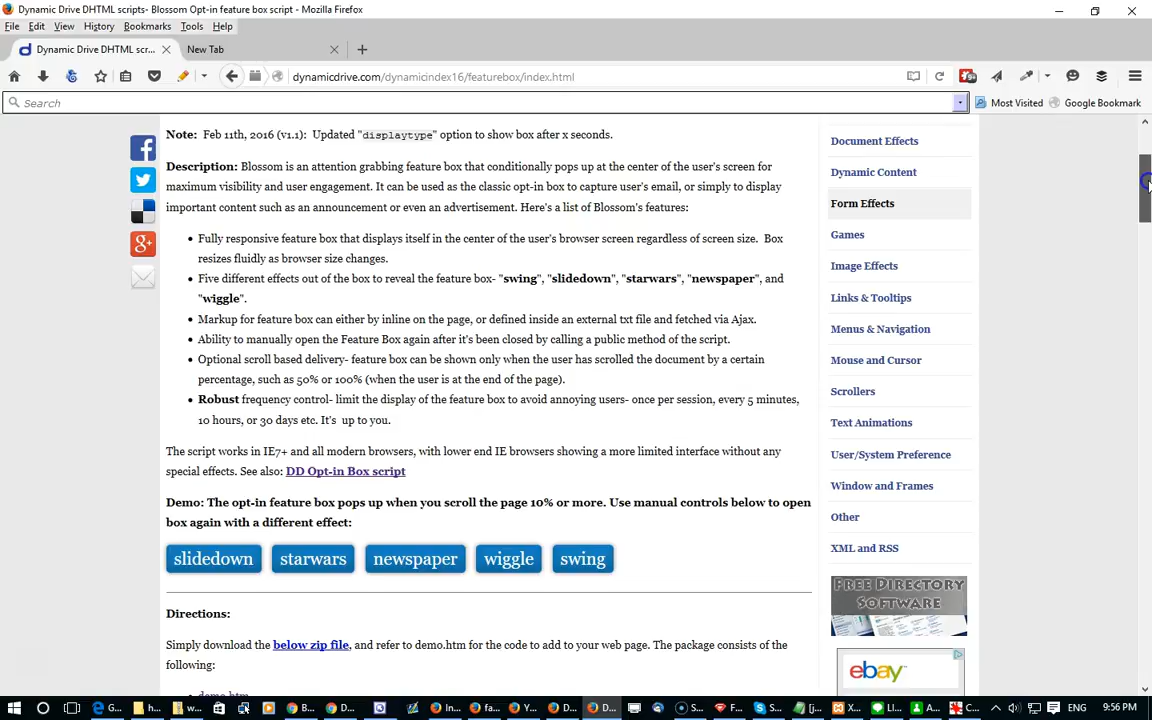 Dynamic Drive DHTML scripts- Blossom Opt-in feature box script - Mozilla Firefox
File Edit View History Bookmarks Tools Help
Dynamic Drive DHTML scr... New Tab
dynamicdrive.com/dynamicindex16/featurebox/index.html
Search
Most Visited Google Bookmark
Note: Feb 11th, 2016 (v1.1): Updated "displaytype" option to show box after x seconds.
Description: Blossom is an attention grabbing feature box that conditionally pops up at the center of the user's screen for
maximum visibility and user engagement. It can be used as the classic opt-in box to capture user's email, or simply to display
important content such as an announcement or even an advertisement. Here's a list of Blossom's features:
Fully responsive feature box that displays itself in the center of the user's browser screen regardless of screen size. Box
resizes fluidly as browser size changes.
Five different effects out of the box to reveal the feature box- "swing", "slidedown", "starwars", "newspaper", and
"wiggle".
Markup for feature box can either by inline on the page, or defined inside an external txt file and fetched via Ajax.
Ability to manually open the Feature Box again after it's been closed by calling a public method of the script.
Optional scroll based delivery- feature box can be shown only when the user has scrolled the document by a certain
percentage, such as 50% or 100% (when the user is at the end of the page).
Robust frequency control- limit the display of the feature box to avoid annoying users- once per session, every 5 minutes,
10 hours, or 30 days etc. It's up to you.
The script works in IE7+ and all modern browsers, with lower end IE browsers showing a more limited interface without any
special effects. See also: DD Opt-in Box script
Demo: The opt-in feature box pops up when you scroll the page 10% or more. Use manual controls below to open
box again with a different effect:
slidedown starwars newspaper wiggle swing
Directions:
Simply download the below zip file, and refer to demo.htm for the code to add to your web page. The package consists of the
following:
demo.htm
Document Effects
Dynamic Content
Form Effects
Games
Image Effects
Links & Tooltips
Menus & Navigation
Mouse and Cursor
Scrollers
Text Animations
User/System Preference
Window and Frames
Other
XML and RSS
FREE DIRECTORY
SOFTWARE
ebay
G... h... w... B... D... In... fa... Y... D... D... S... F... S... [j... X... LI... A... C...
ENG 9:56 PM